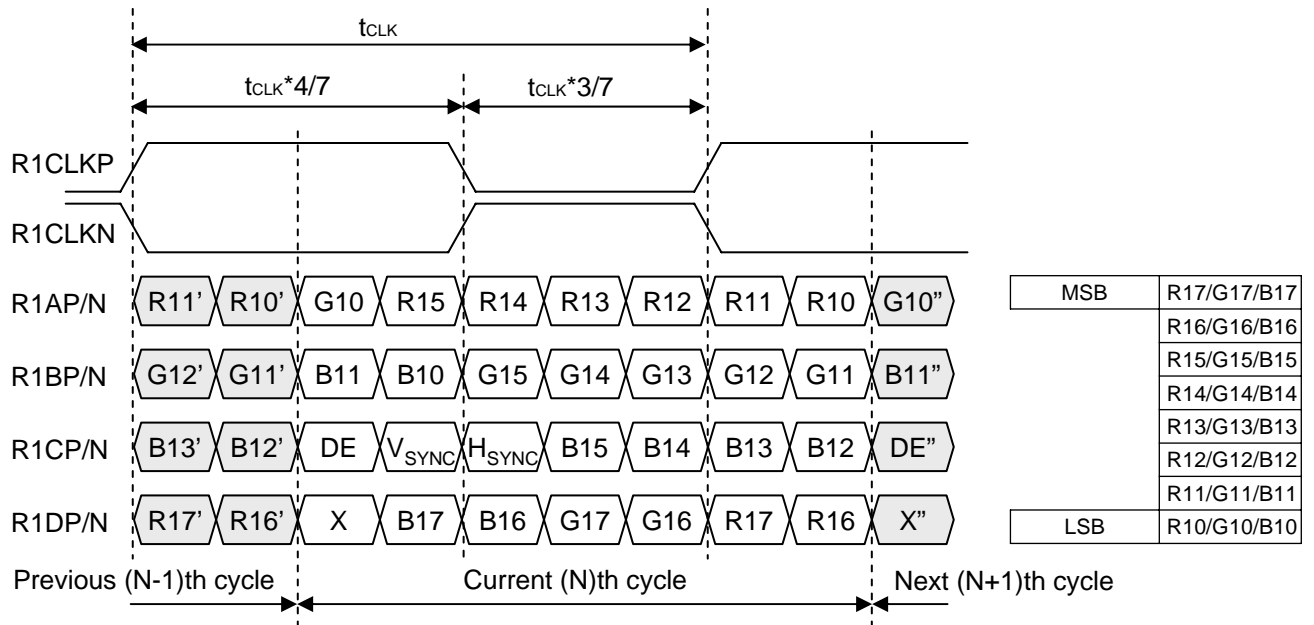 tCLK
tCLK*4/7 tCLK*3/7
R1CLKP
R1CLKN
R1AP/N R11’ R10’ G10 R15 R14 R13 R12 R11 R10 G10”
R1BP/N G12’ G11’ B11 B10 G15 G14 G13 G12 G11 B11”
R1CP/N B13’ B12’ DE VSYNC HSYNC B15 B14 B13 B12 DE”
R1DP/N R17’ R16’ X B17 B16 G17 G16 R17 R16 X”
Previous (N-1)th cycle Current (N)th cycle Next (N+1)th cycle
MSB R17/G17/B17
R16/G16/B16
R15/G15/B15
R14/G14/B14
R13/G13/B13
R12/G12/B12
R11/G11/B11
LSB R10/G10/B10